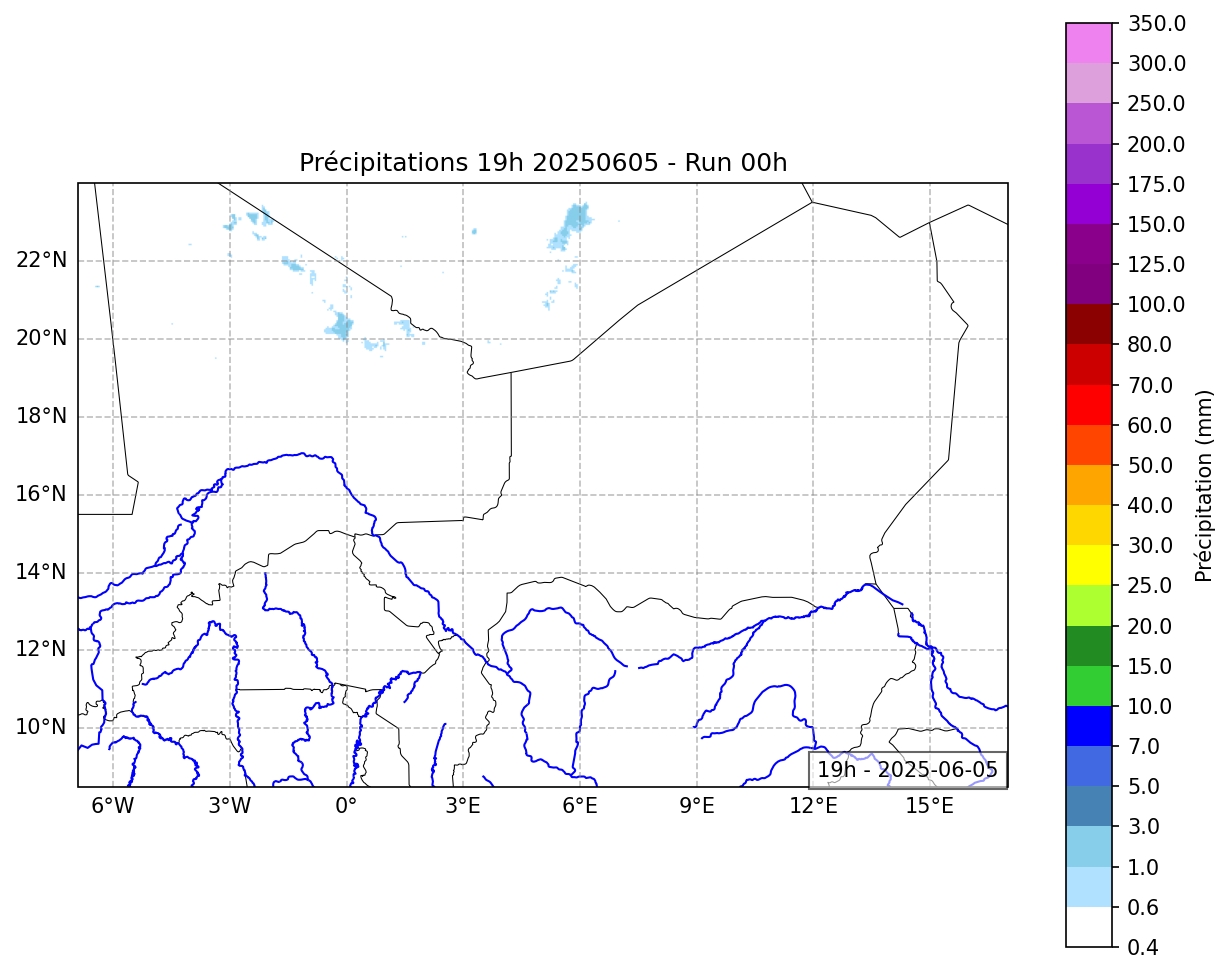 Précipitations 19h 20250605 - Run 00h
22°N
20°N
18°N
16°N
14°N
12°N
10°N
6°W
3°W
0°
3°E
6°E
9°E
12°E
15°E
19h - 2025-06-05
350.0
300.0
250.0
200.0
175.0
150.0
125.0
100.0
80.0
70.0
60.0
50.0
40.0
30.0
25.0
20.0
15.0
10.0
7.0
5.0
3.0
1.0
0.6
0.4
Précipitation (mm)